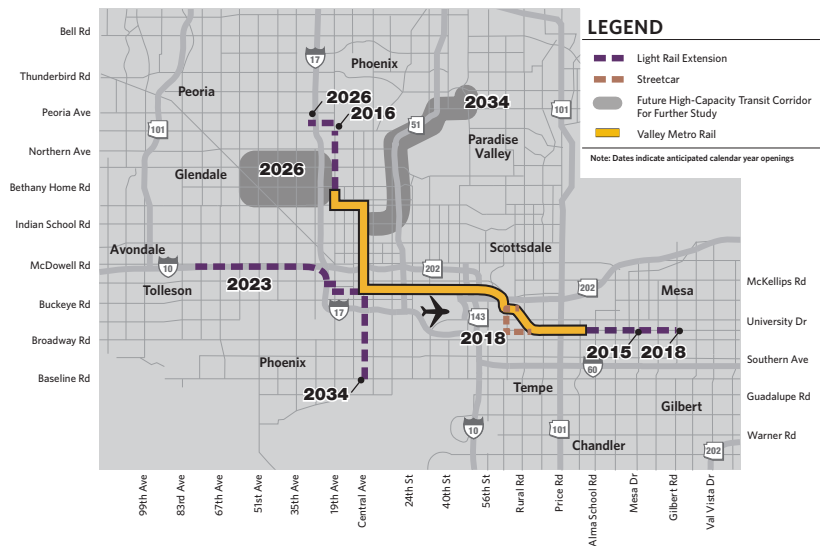 LEGEND
Light Rail Extension
Streetcar
Future High-Capacity Transit Corridor
For Further Study
Valley Metro Rail
Note: Dates indicate anticipated calendar year openings
Bell Rd
Thunderbird Rd
Peoria Ave
Northern Ave
Bethany Home Rd
Indian School Rd
McDowell Rd
Buckeye Rd
Broadway Rd
Baseline Rd
17
Phoenix
Peoria
2026
2016
2034
101
51
101
Paradise
Valley
Glendale
2026
Avondale
10
Tolleson
2023
Scottsdale
202
202
Mesa
17
143
2018
2015
2018
Phoenix
2034
60
Tempe
Gilbert
10
101
Chandler
202
McKellips Rd
University Dr
Southern Ave
Guadalupe Rd
Warner Rd
99th Ave
83rd Ave
67th Ave
51st Ave
35th Ave
19th Ave
Central Ave
24th St
40th St
56th St
Rural Rd
Price Rd
Alma School Rd
Mesa Dr
Gilbert Rd
Val Vista Dr